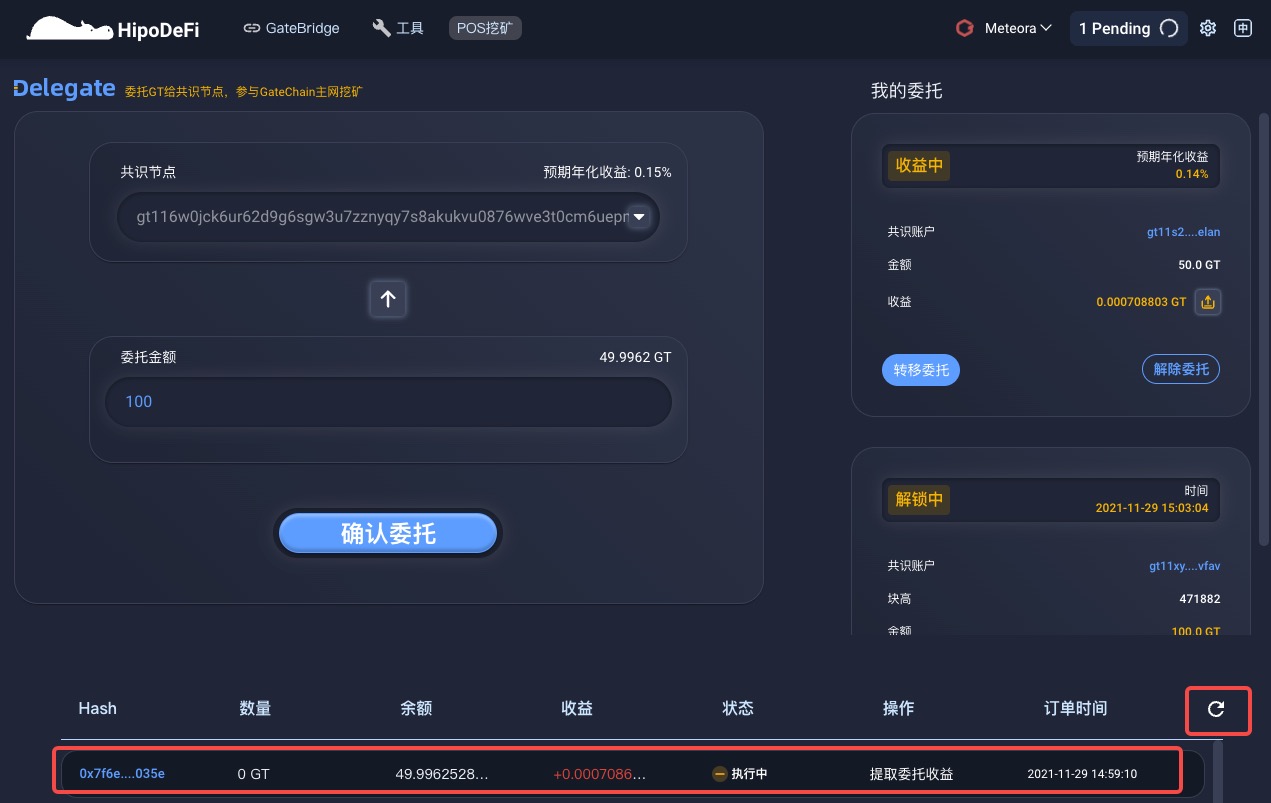 HipoDeFi GateBridge 工具 POS挖矿 Meteora 1 Pending 中
Delegate 委托GT给共识节点，参与GateChain主网挖矿
共识节点 预期年化收益: 0.15%
gt116w0jck6ur62d9g6sgw3u7zznyqy7s8akukvu0876wve3t0cm6uepr
委托金额 49.9962 GT
100
确认委托
我的委托
收益中 预期年化收益
0.14%
共识账户 gt11s2....elan
金额 50.0 GT
收益 0.000708803 GT
转移委托 解除委托
解锁中 时间
2021-11-29 15:03:04
共识账户 gt11xy....vfav
块高 471882
金额 100.0 GT
Hash 数量 余额 收益 状态 操作 订单时间
0x7f6e....035e 0 GT 49.9962528... +0.0007086... 执行中 提取委托收益 2021-11-29 14:59:10